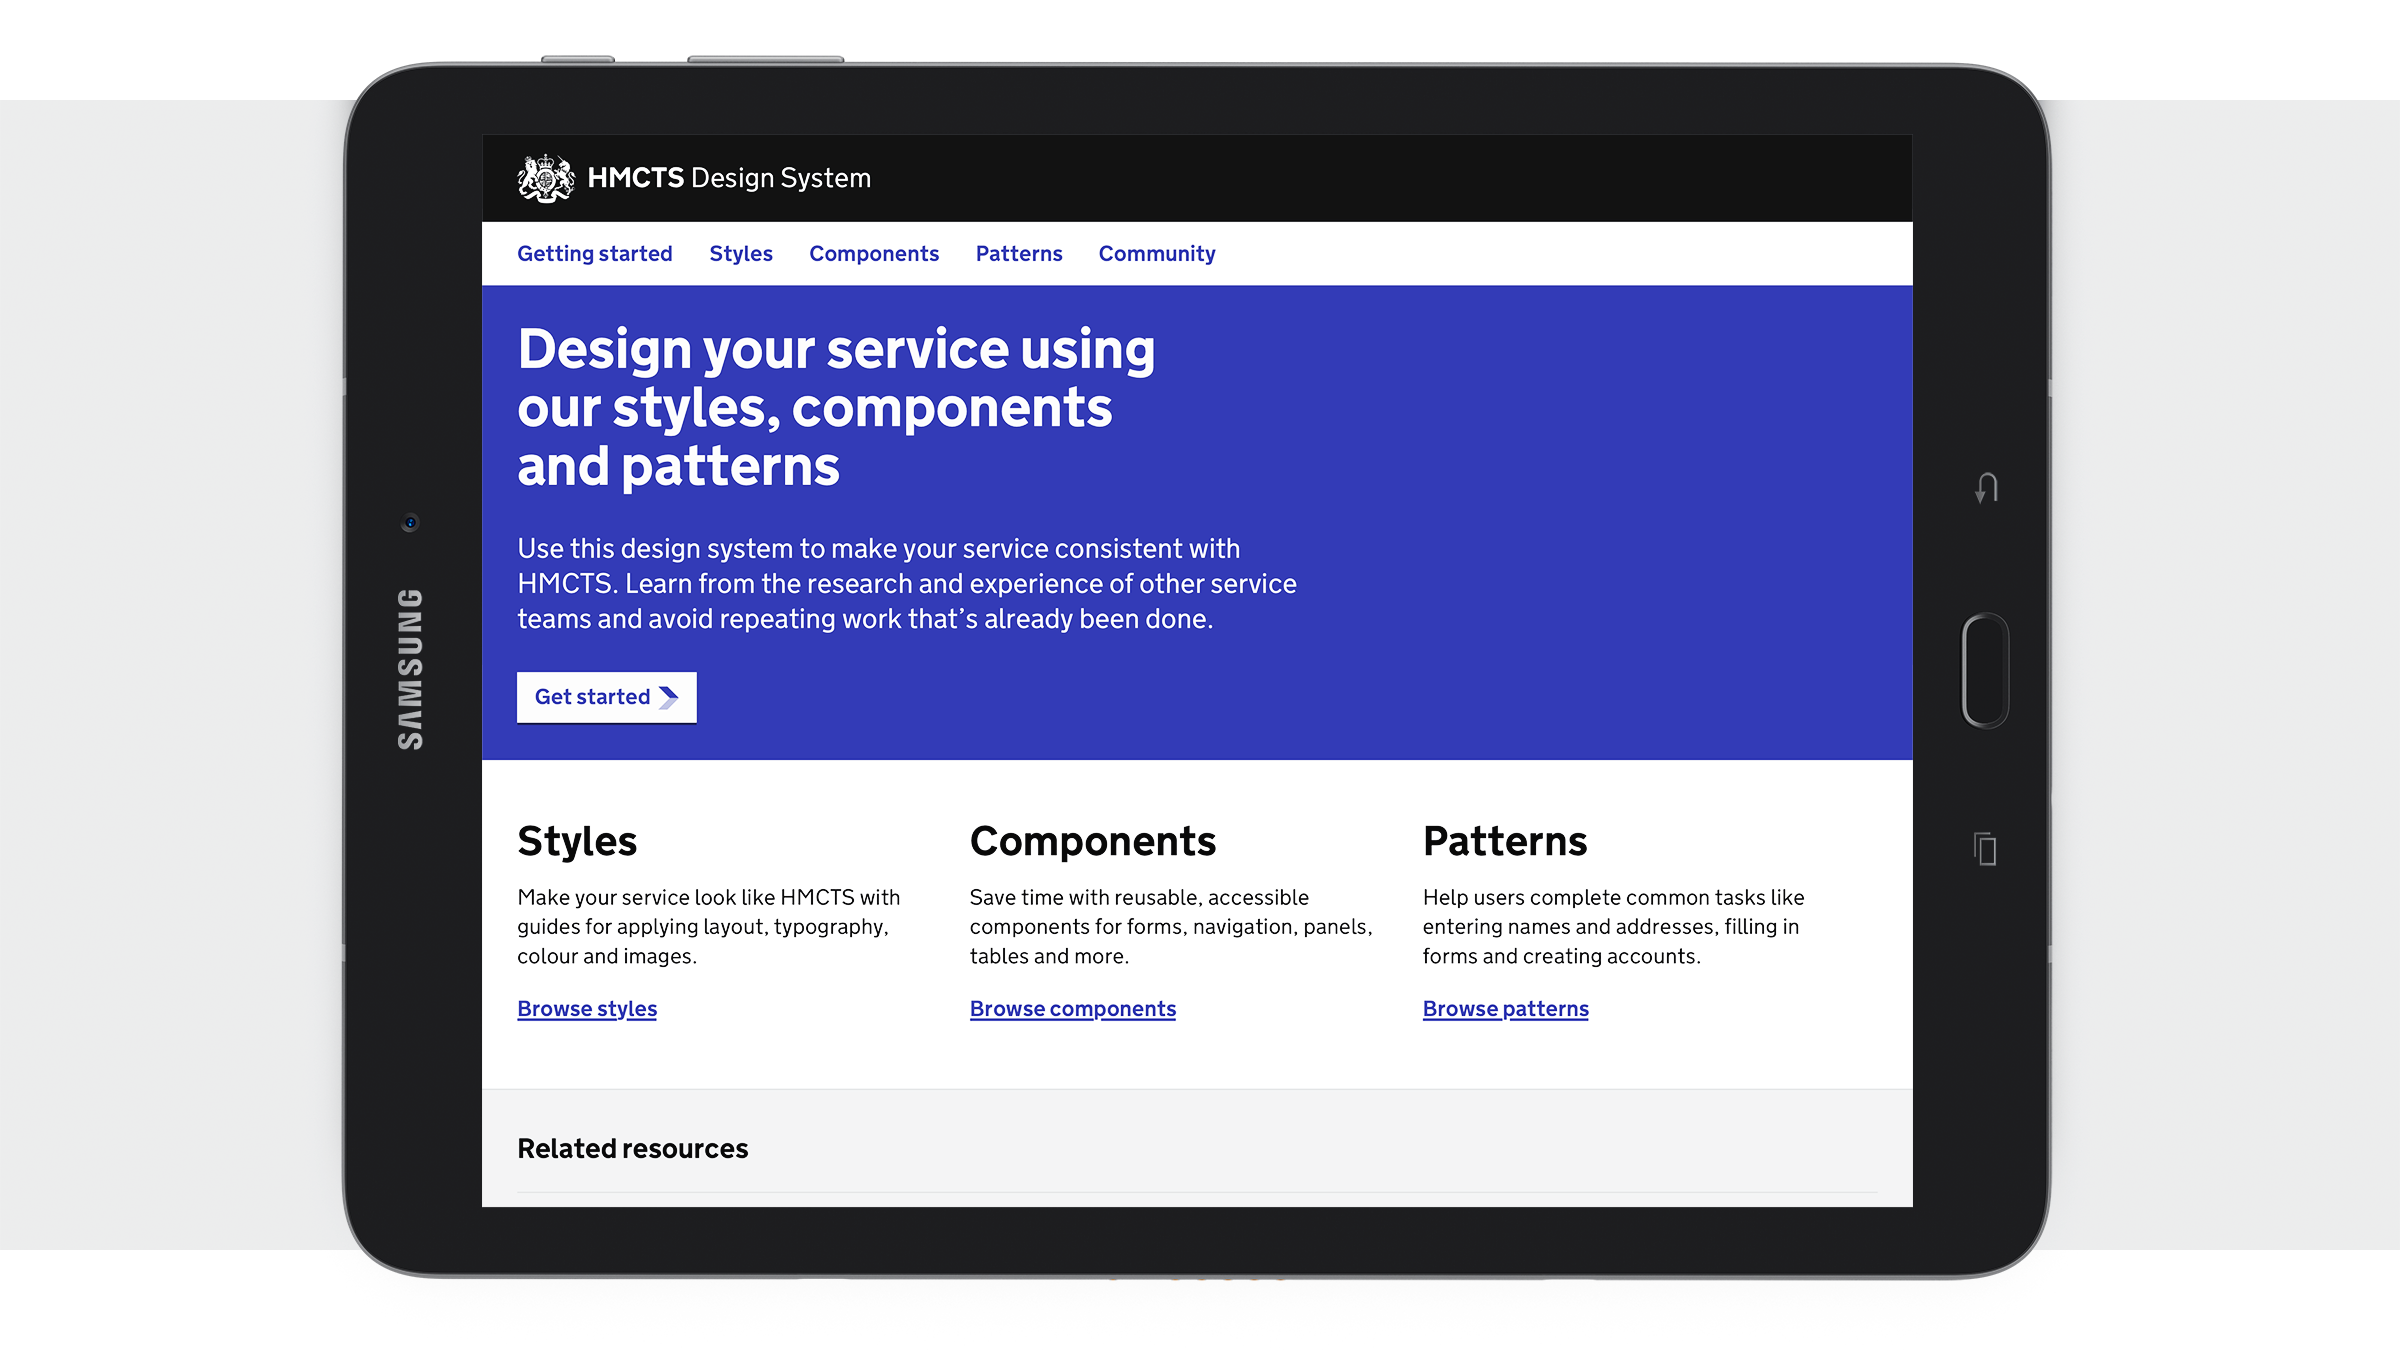 HMCTS Design System
Getting started Styles Components Patterns Community
Design your service using
our styles, components
and patterns
Use this design system to make your service consistent with
HMCTS. Learn from the research and experience of other service
teams and avoid repeating work that’s already been done.
Get started
Styles
Make your service look like HMCTS with
guides for applying layout, typography,
colour and images.
Browse styles
Components
Save time with reusable, accessible
components for forms, navigation, panels,
tables and more.
Browse components
Patterns
Help users complete common tasks like
entering names and addresses, filling in
forms and creating accounts.
Browse patterns
Related resources
SAMSUNG